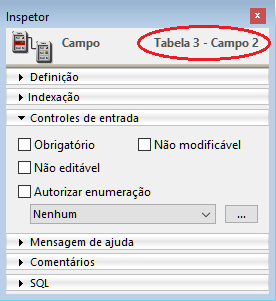 Inspetor
Campo Tabela 3 - Campo 2
Definição
Indexação
Controles de entrada
Obrigatório Não modificável
Não editável
Autorizar enumeração
Nenhum ...
Mensagem de ajuda
Comentários
SQL